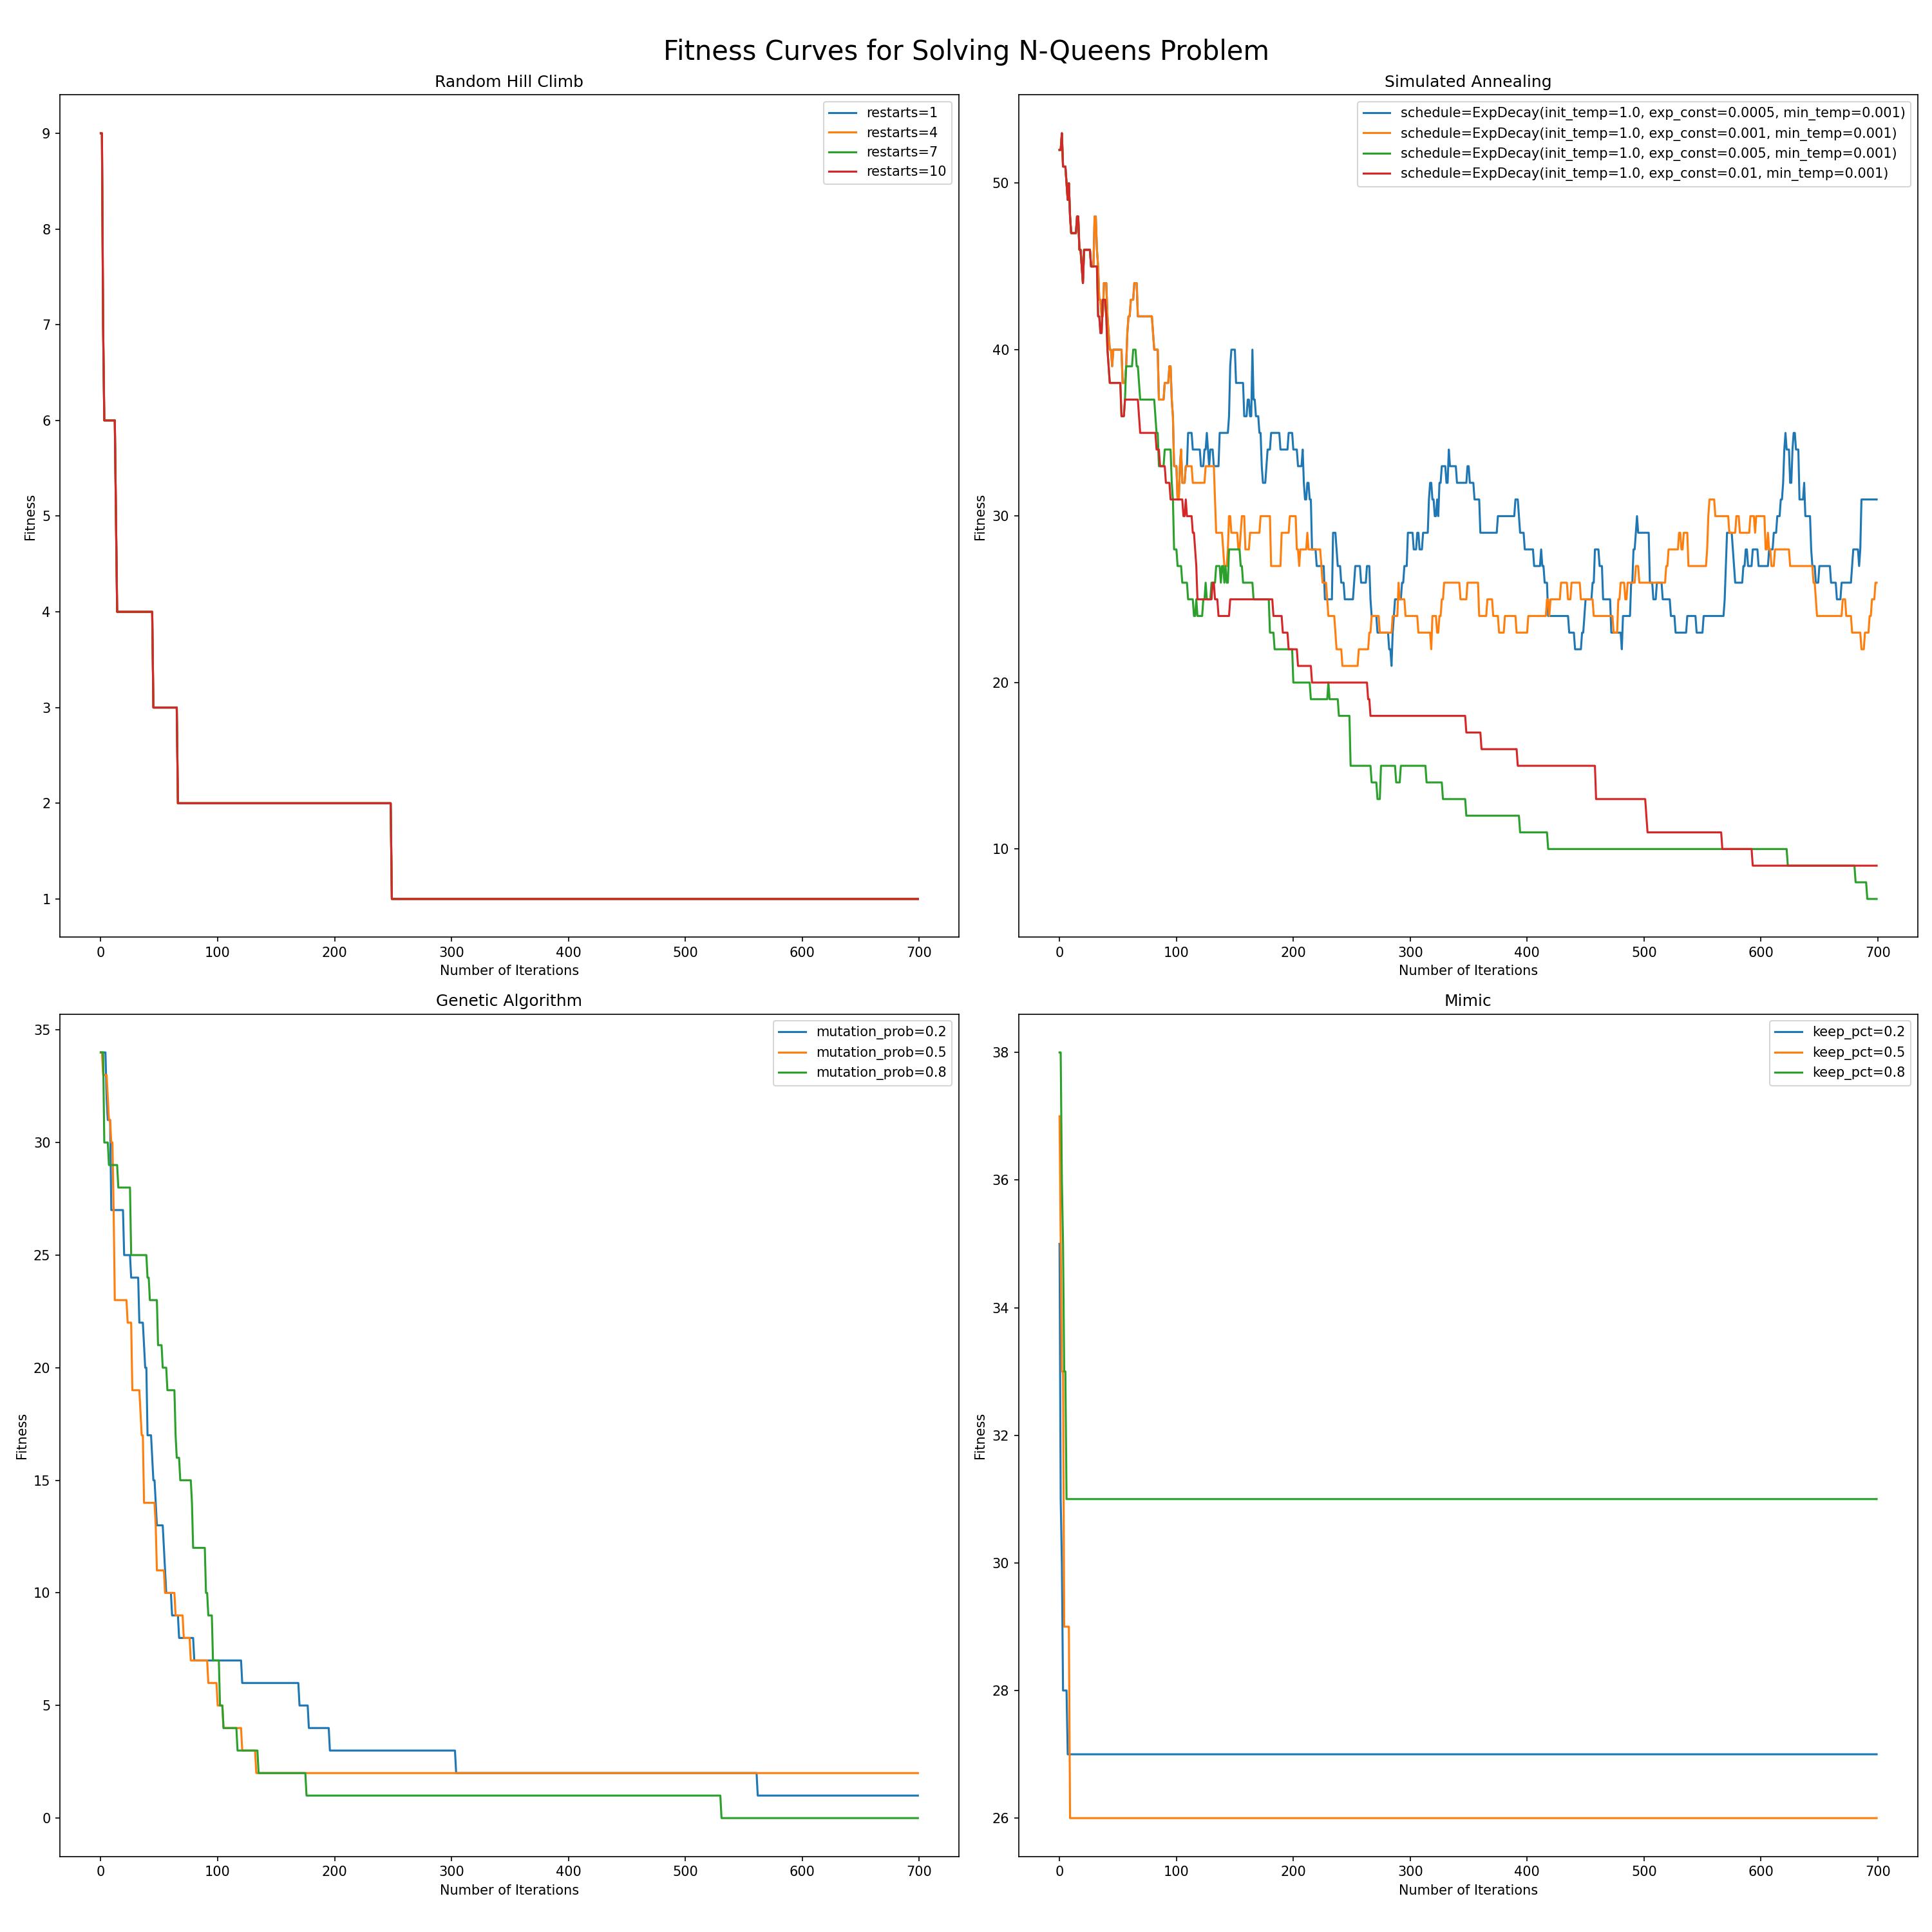 Fitness Curves for Solving N-Queens Problem
Random Hill Climb
restarts=1
restarts=4
restarts=7
restarts=10
9
8
7
6
5
4
3
2
1
Fitness
0 100 200 300 400 500 600 700
Number of Iterations
Simulated Annealing
schedule=ExpDecay(init_temp=1.0, exp_const=0.0005, min_temp=0.001)
schedule=ExpDecay(init_temp=1.0, exp_const=0.001, min_temp=0.001)
schedule=ExpDecay(init_temp=1.0, exp_const=0.005, min_temp=0.001)
schedule=ExpDecay(init_temp=1.0, exp_const=0.01, min_temp=0.001)
50
40
30
20
10
Fitness
0 100 200 300 400 500 600 700
Number of Iterations
Genetic Algorithm
mutation_prob=0.2
mutation_prob=0.5
mutation_prob=0.8
35
30
25
20
15
10
5
0
Fitness
0 100 200 300 400 500 600 700
Number of Iterations
Mimic
keep_pct=0.2
keep_pct=0.5
keep_pct=0.8
38
36
34
32
30
28
26
Fitness
0 100 200 300 400 500 600 700
Number of Iterations